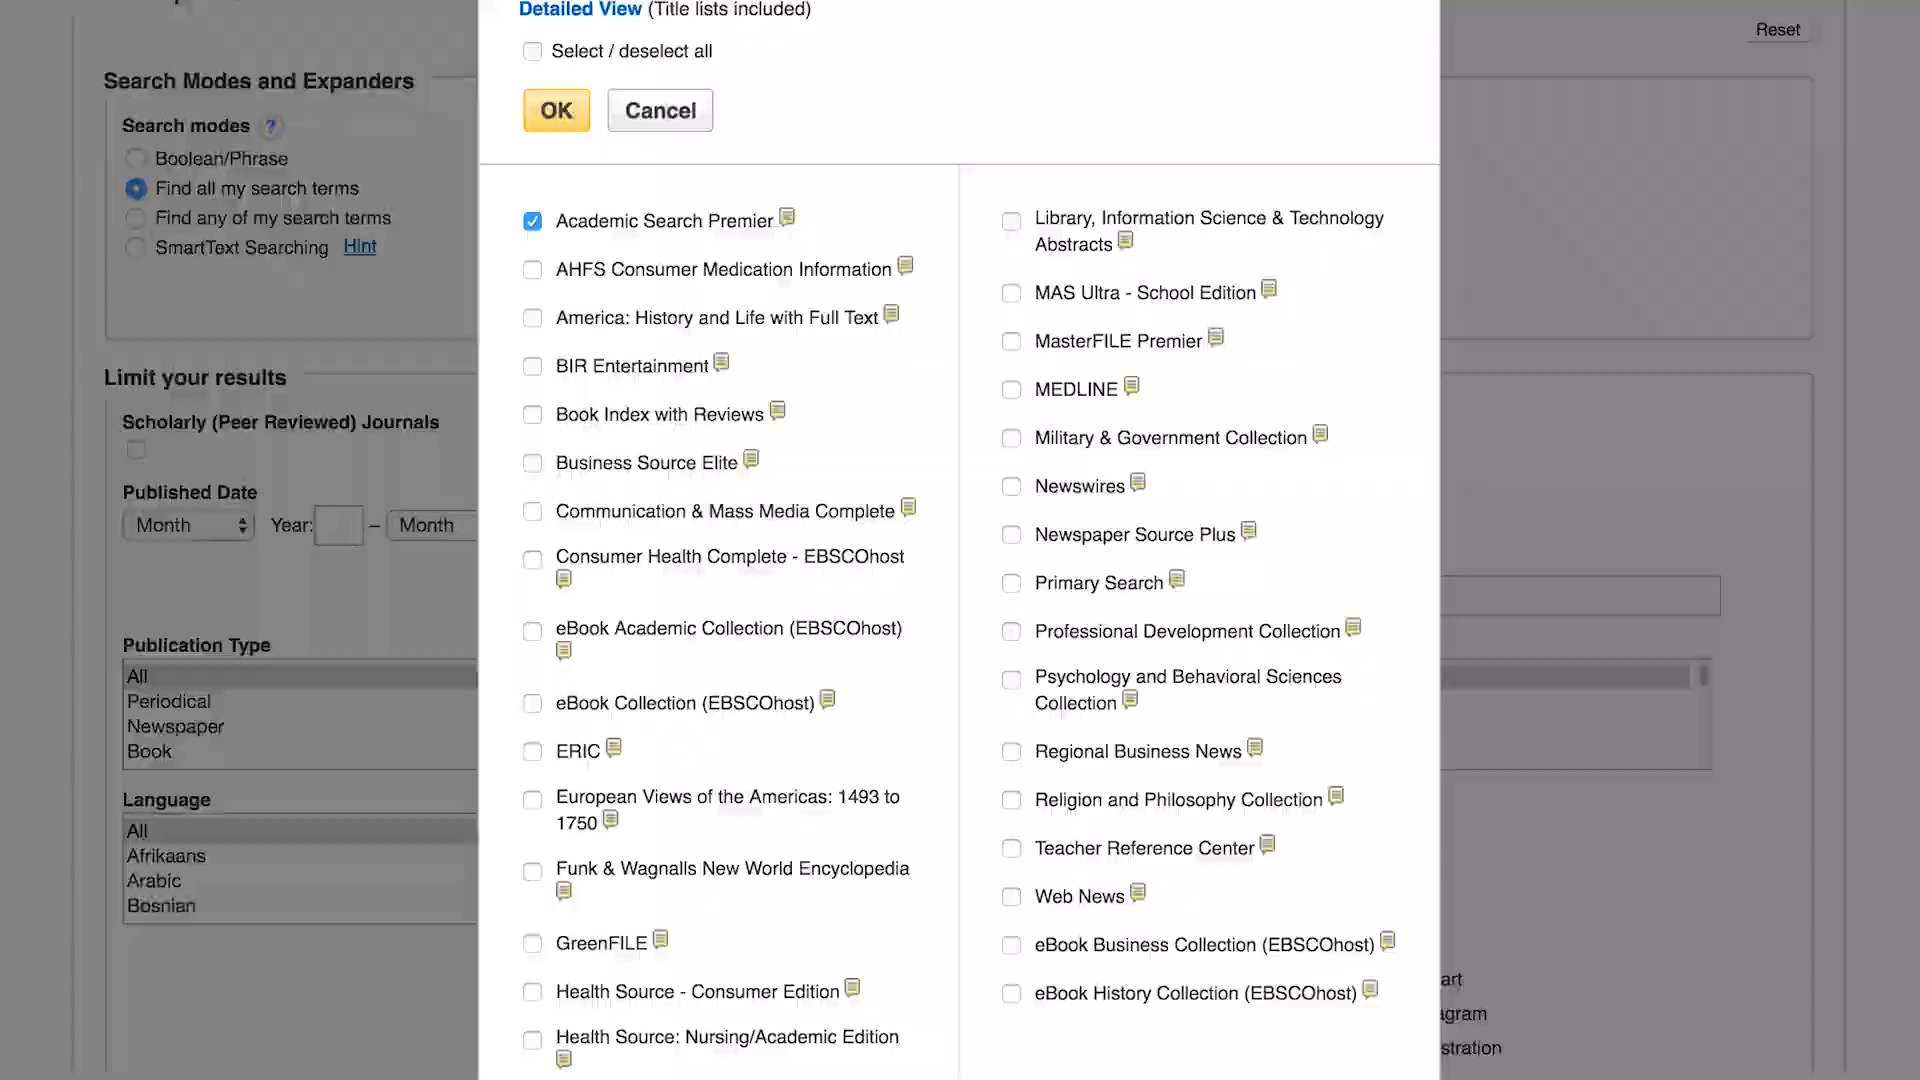 Detailed View (Title lists included)
Reset
Select / deselect all
OK
Cancel
Search Modes and Expanders
Search modes ?
Boolean/Phrase
Find all my search terms
Find any of my search terms
SmartText Searching Hint
Limit your results
Scholarly (Peer Reviewed) Journals
Published Date
Month Year: – Month
Publication Type
All
Periodical
Newspaper
Book
Language
All
Afrikaans
Arabic
Bosnian
Academic Search Premier
AHFS Consumer Medication Information
America: History and Life with Full Text
BIR Entertainment
Book Index with Reviews
Business Source Elite
Communication & Mass Media Complete
Consumer Health Complete - EBSCOhost
eBook Academic Collection (EBSCOhost)
eBook Collection (EBSCOhost)
ERIC
European Views of the Americas: 1493 to
1750
Funk & Wagnalls New World Encyclopedia
GreenFILE
Health Source - Consumer Edition
Health Source: Nursing/Academic Edition
Library, Information Science & Technology
Abstracts
MAS Ultra - School Edition
MasterFILE Premier
MEDLINE
Military & Government Collection
Newswires
Newspaper Source Plus
Primary Search
Professional Development Collection
Psychology and Behavioral Sciences
Collection
Regional Business News
Religion and Philosophy Collection
Teacher Reference Center
Web News
eBook Business Collection (EBSCOhost)
eBook History Collection (EBSCOhost)
art
agram
stration